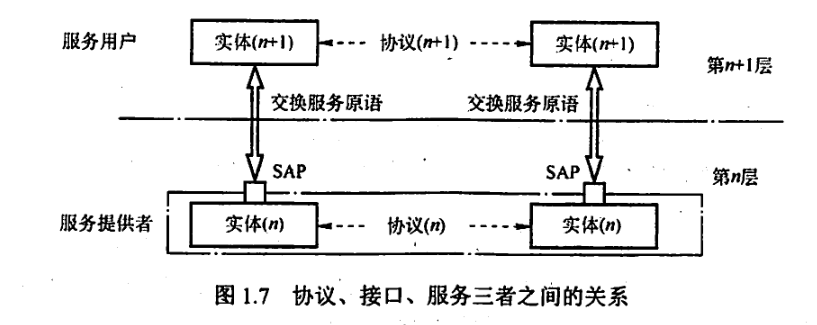 服务用户 实体(n+1) 协议(n+1) 实体(n+1)
第n+1层
交换服务原语 交换服务原语
SAP SAP
第n层
服务提供者 实体(n) 协议(n) 实体(n)
图 1.7 协议、接口、服务三者之间的关系